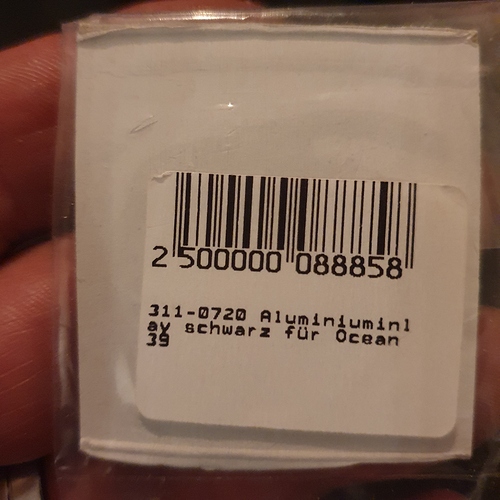 2 500000 088858
311-0720 Aluminiuminl
ay schwarz für Ocean
39